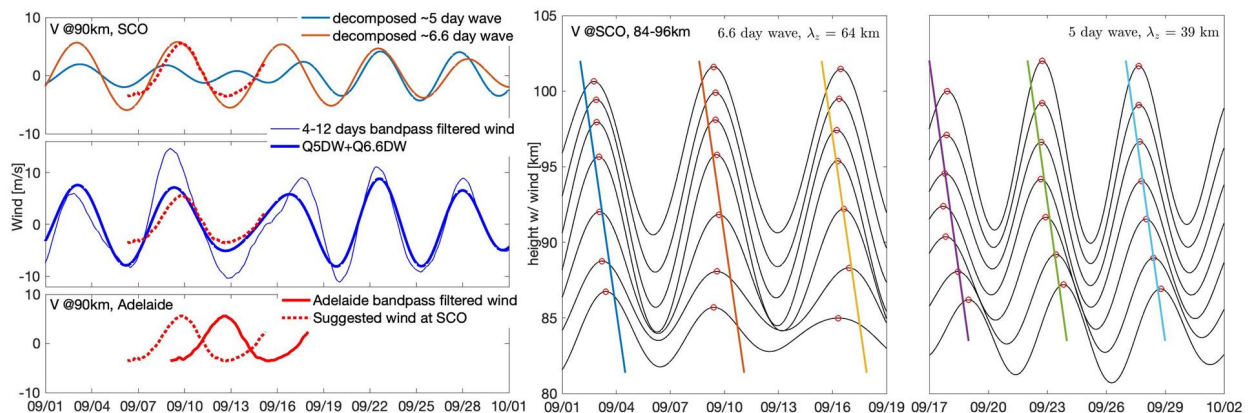 V @90km, SCO
decomposed ~5 day wave
decomposed ~6.6 day wave
10
0
-10
4-12 days bandpass filtered wind
Q5DW+Q6.6DW
Wind [m/s]
10
0
-10
V @90km, Adelaide
Adelaide bandpass filtered wind
Suggested wind at SCO
10
0
-10
09/01 09/04 09/07 09/10 09/13 09/16 09/19 09/22 09/25 09/28 10/01
V @SCO, 84-96km
6.6 day wave, λz = 64 km
height w/ wind [km]
105
100
95
90
85
80
09/01 09/04 09/07 09/10 09/13 09/16 09/19
5 day wave, λz = 39 km
09/17 09/20 09/23 09/26 09/29 10/02